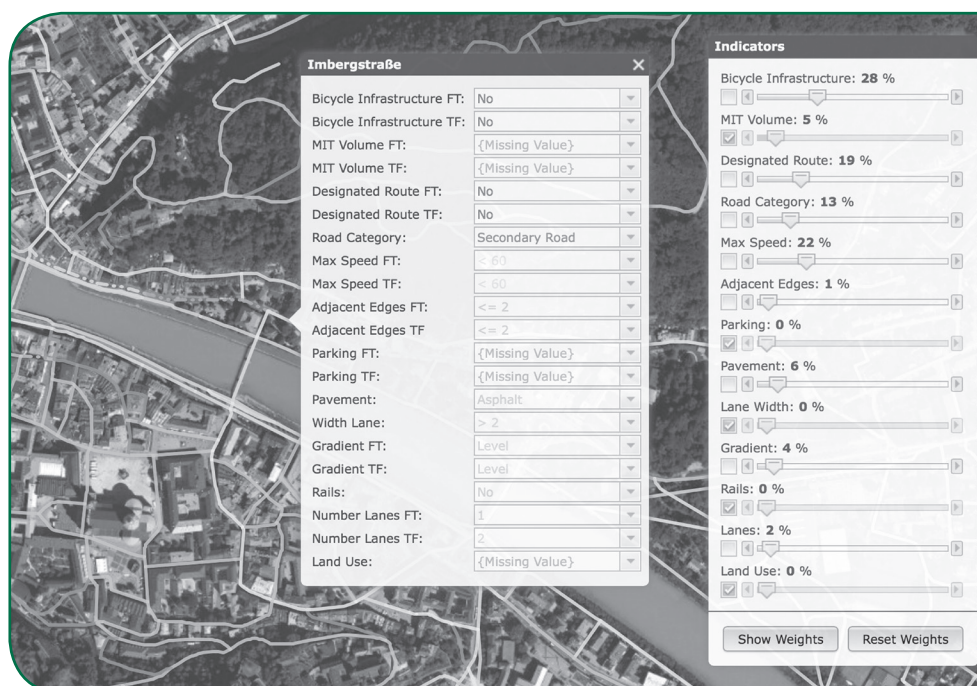 Imbergstraße
Bicycle Infrastructure FT: No
Bicycle Infrastructure TF: No
MIT Volume FT: {Missing Value}
MIT Volume TF: {Missing Value}
Designated Route FT: No
Designated Route TF: No
Road Category: Secondary Road
Max Speed FT: < 60
Max Speed TF: < 60
Adjacent Edges FT: <= 2
Adjacent Edges TF <= 2
Parking FT: {Missing Value}
Parking TF: {Missing Value}
Pavement: Asphalt
Width Lane: > 2
Gradient FT: Level
Gradient TF: Level
Rails: No
Number Lanes FT: 1
Number Lanes TF: 2
Land Use: {Missing Value}
Indicators
Bicycle Infrastructure: 28 %
MIT Volume: 5 %
Designated Route: 19 %
Road Category: 13 %
Max Speed: 22 %
Adjacent Edges: 1 %
Parking: 0 %
Pavement: 6 %
Lane Width: 0 %
Gradient: 4 %
Rails: 0 %
Lanes: 2 %
Land Use: 0 %
Show Weights
Reset Weights